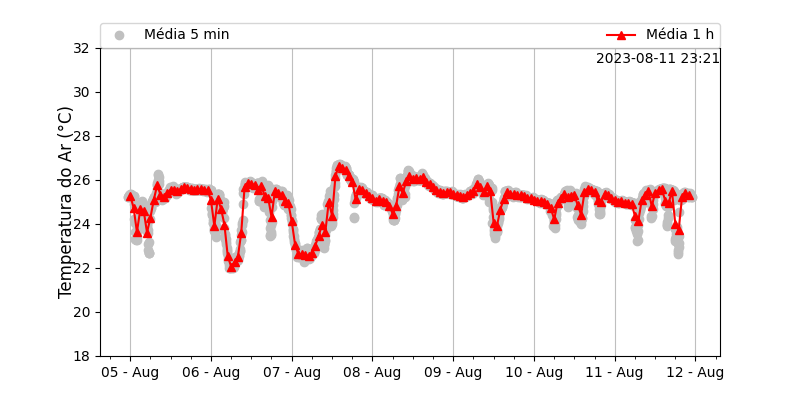 Média 5 min
Média 1 h
2023-08-11 23:21
Temperatura do Ar (°C)
32
30
28
26
24
22
20
18
05 - Aug
06 - Aug
07 - Aug
08 - Aug
09 - Aug
10 - Aug
11 - Aug
12 - Aug